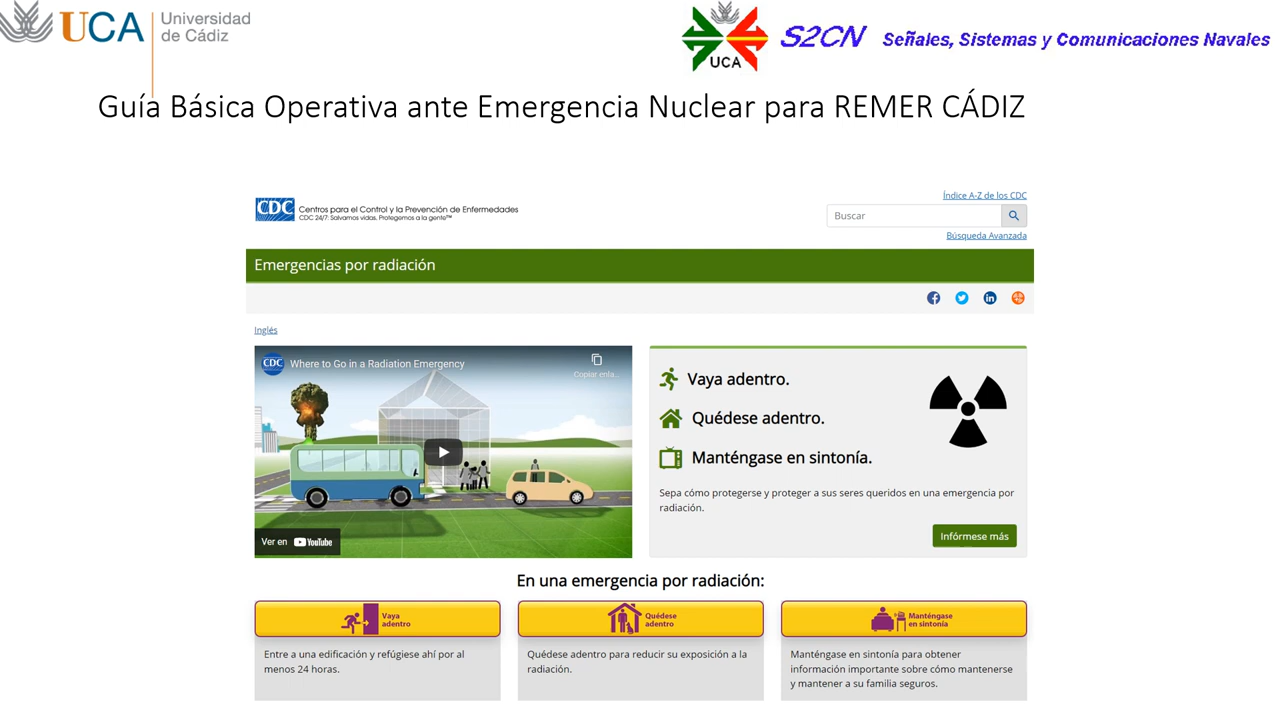 UCA
Universidad
de Cádiz
UCA
S2CN
Señales, Sistemas y Comunicaciones Navales
Guía Básica Operativa ante Emergencia Nuclear para REMER CÁDIZ
CDC
Centros para el Control y la Prevención de Enfermedades
CDC 24/7: Salvamos vidas. Protegemos a la gente™
Índice A-Z de los CDC
Buscar
Búsqueda Avanzada
Emergencias por radiación
Inglés
CDC
Where to Go in a Radiation Emergency
Copiar enla...
Ver en YouTube
Vaya adentro.
Quédese adentro.
Manténgase en sintonía.
Sepa cómo protegerse y proteger a sus seres queridos en una emergencia por
radiación.
Infórmese más
En una emergencia por radiación:
Vaya
adentro
Entre a una edificación y refúgiese ahí por al
menos 24 horas.
Quédese
adentro
Quédese adentro para reducir su exposición a la
radiación.
Manténgase
en sintonía
Manténgase en sintonía para obtener
información importante sobre cómo mantenerse
y mantener a su familia seguros.